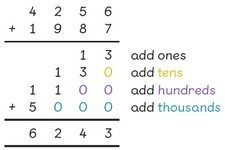 4 2 5 6
+ 1 9 8 7
1 3 add ones
1 3 0 add tens
1 1 0 0 add hundreds
+ 5 0 0 0 add thousands
6 2 4 3